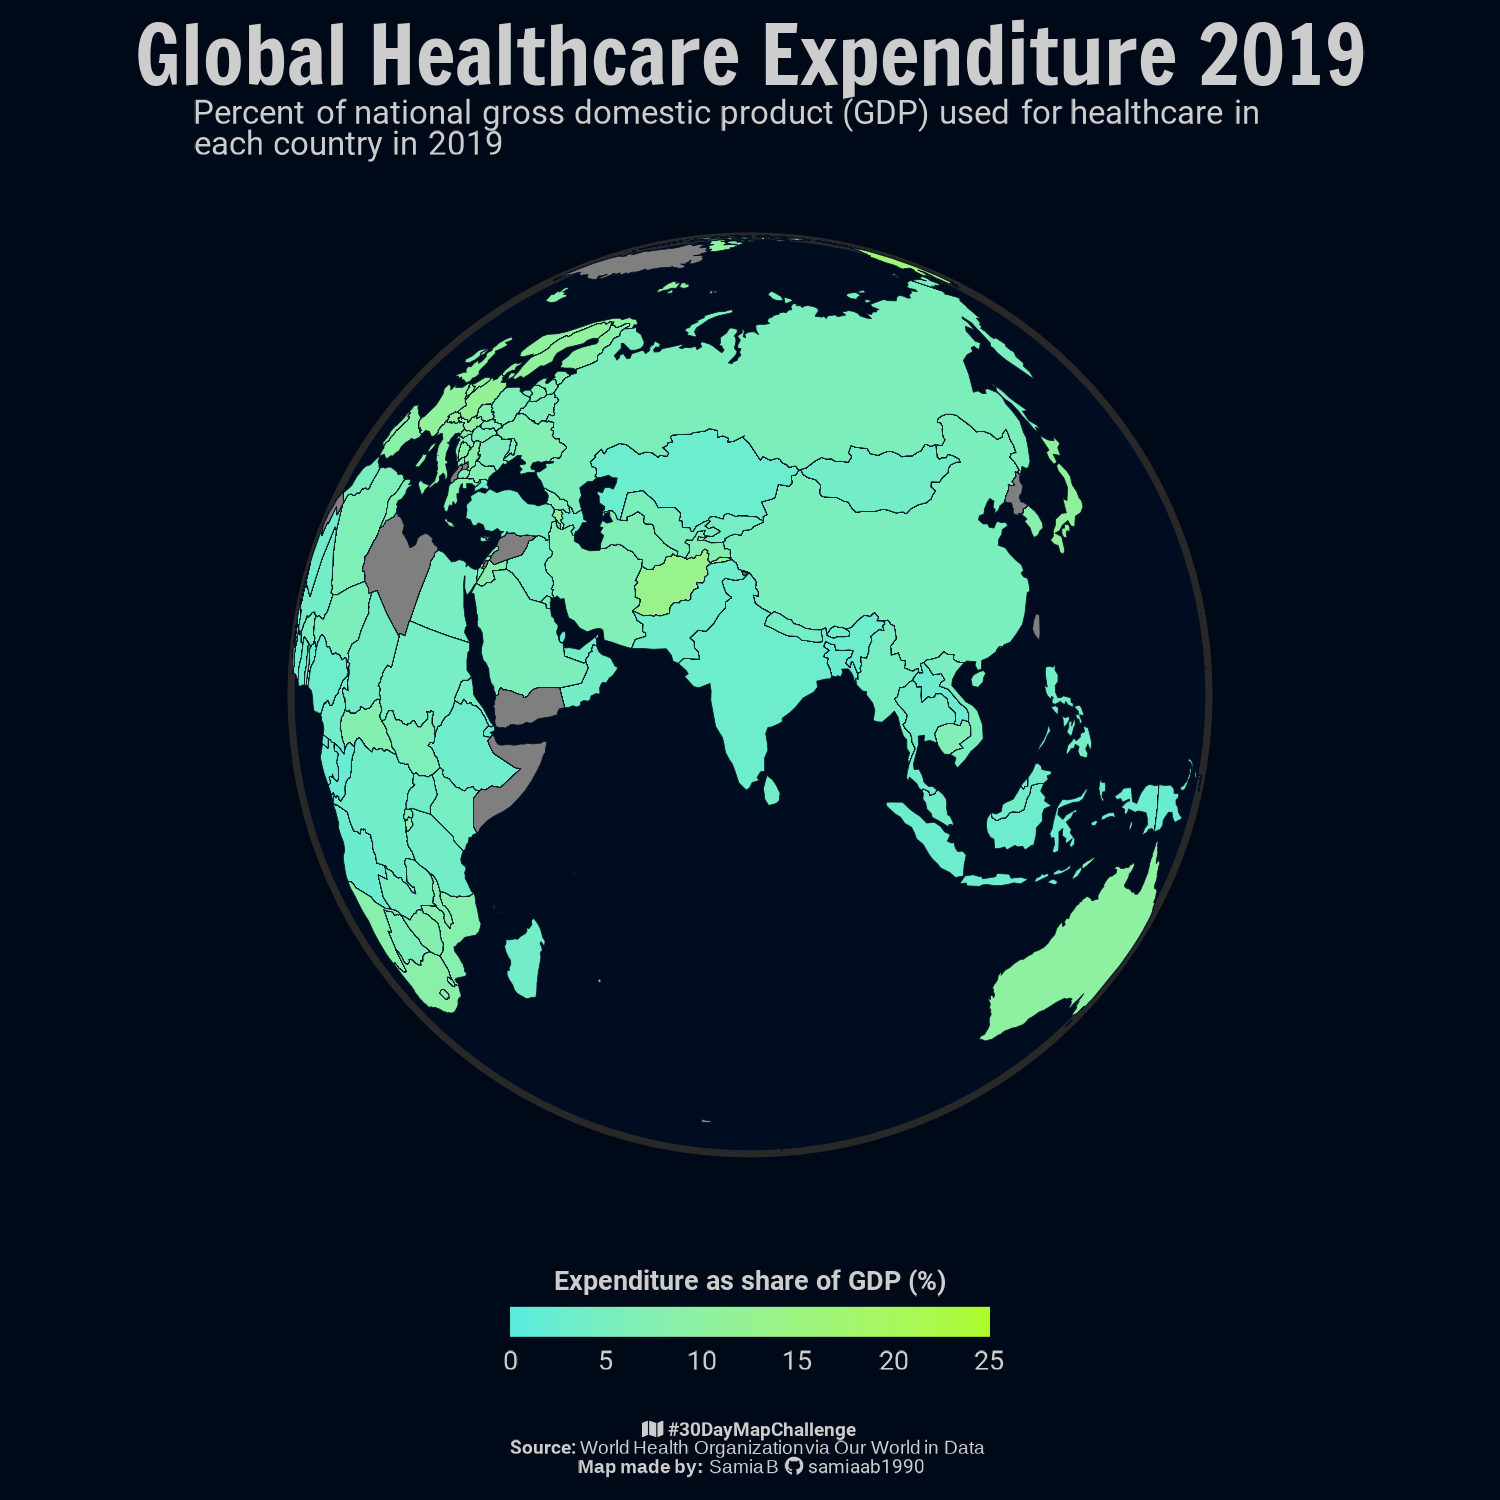 Global Healthcare Expenditure 2019
Percent of national gross domestic product (GDP) used for healthcare in
each country in 2019
Expenditure as share of GDP (%)
0 5 10 15 20 25
#30DayMapChallenge
Source: World Health Organization via Our World in Data
Map made by: Samia B samiaab1990